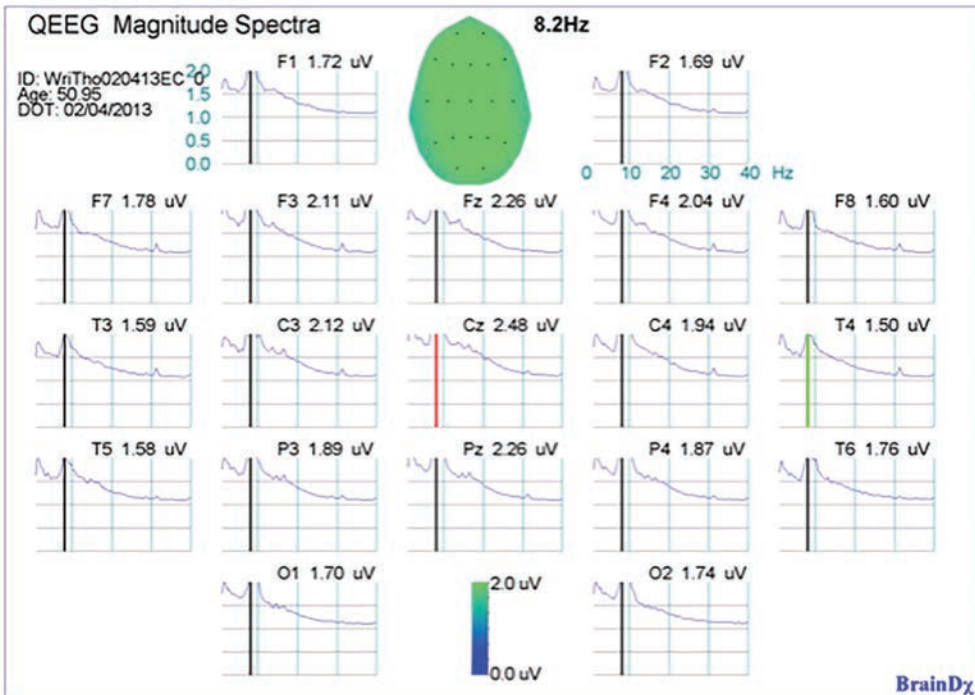 QEEG Magnitude Spectra
8.2Hz
ID: WriTho020413EC_0
Age: 50.95
DOT: 02/04/2013
F1 1.72 uV
F2 1.69 uV
2.0
1.5
1.0
0.5
0.0
0 10 20 30 40 Hz
F7 1.78 uV
F3 2.11 uV
Fz 2.26 uV
F4 2.04 uV
F8 1.60 uV
T3 1.59 uV
C3 2.12 uV
Cz 2.48 uV
C4 1.94 uV
T4 1.50 uV
T5 1.58 uV
P3 1.89 uV
Pz 2.26 uV
P4 1.87 uV
T6 1.76 uV
O1 1.70 uV
2.0 uV
0.0 uV
O2 1.74 uV
BrainDχ